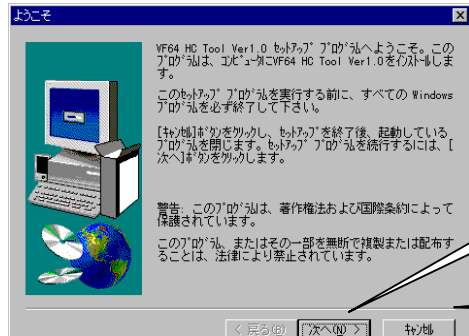 ようこそ
VF64 HC Tool Ver1.0 ｾｯﾄｱｯﾌﾟ ﾌﾟﾛｸﾞﾗﾑへようこそ。この
ﾌﾟﾛｸﾞﾗﾑは、ｺﾝﾋﾟｭｰﾀにVF64 HC Tool Ver1.0をｲﾝｽﾄｰﾙしま
す。
このｾｯﾄｱｯﾌﾟ ﾌﾟﾛｸﾞﾗﾑを実行する前に、すべての Windows
ﾌﾟﾛｸﾞﾗﾑを必ず終了して下さい。
[ｷｬﾝｾﾙ]ﾎﾞﾀﾝをｸﾘｯｸし、ｾｯﾄｱｯﾌﾟを終了後、起動している
ﾌﾟﾛｸﾞﾗﾑを閉じます。ｾｯﾄｱｯﾌﾟ ﾌﾟﾛｸﾞﾗﾑを続行するには、[
次へ]ﾎﾞﾀﾝをｸﾘｯｸします。
警告: このﾌﾟﾛｸﾞﾗﾑは、著作権法および国際条約によって
保護されています。
このﾌﾟﾛｸﾞﾗﾑ、またはその一部を無断で複製または配布す
ることは、法律により禁止されています。
< 戻る(B) 次へ(N) > ｷｬﾝｾﾙ